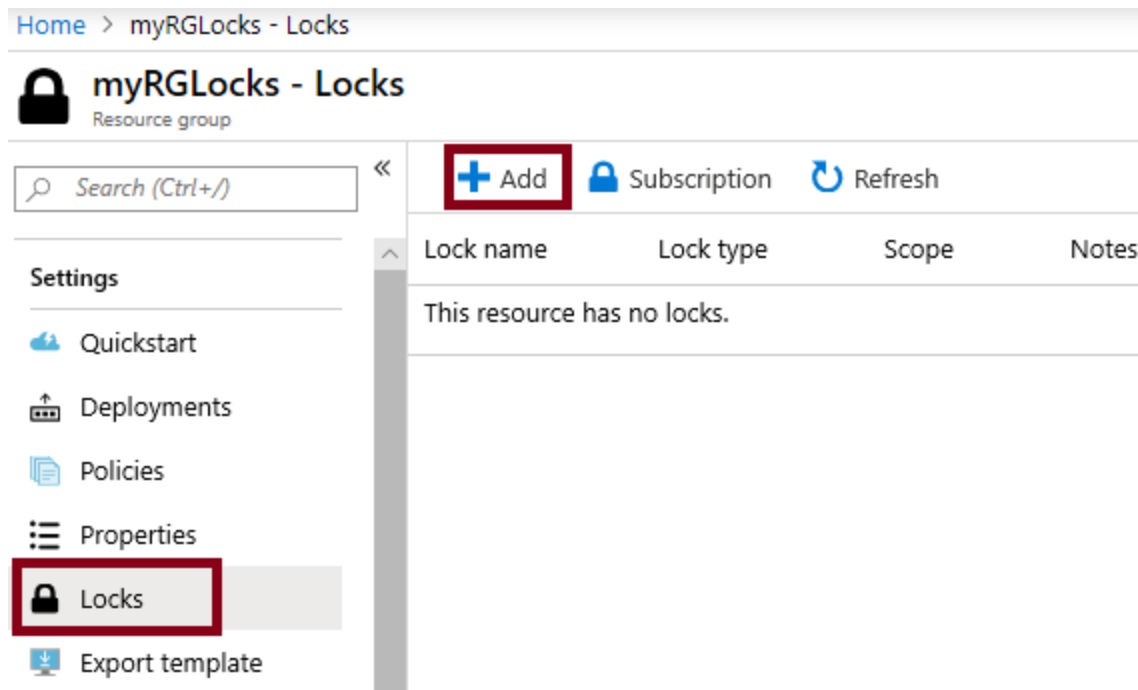 Home > myRGLocks - Locks
myRGLocks - Locks
Resource group
Search (Ctrl+/)
«
Settings
Quickstart
Deployments
Policies
Properties
Locks
Export template
Add Subscription Refresh
Lock name Lock type Scope Notes
This resource has no locks.